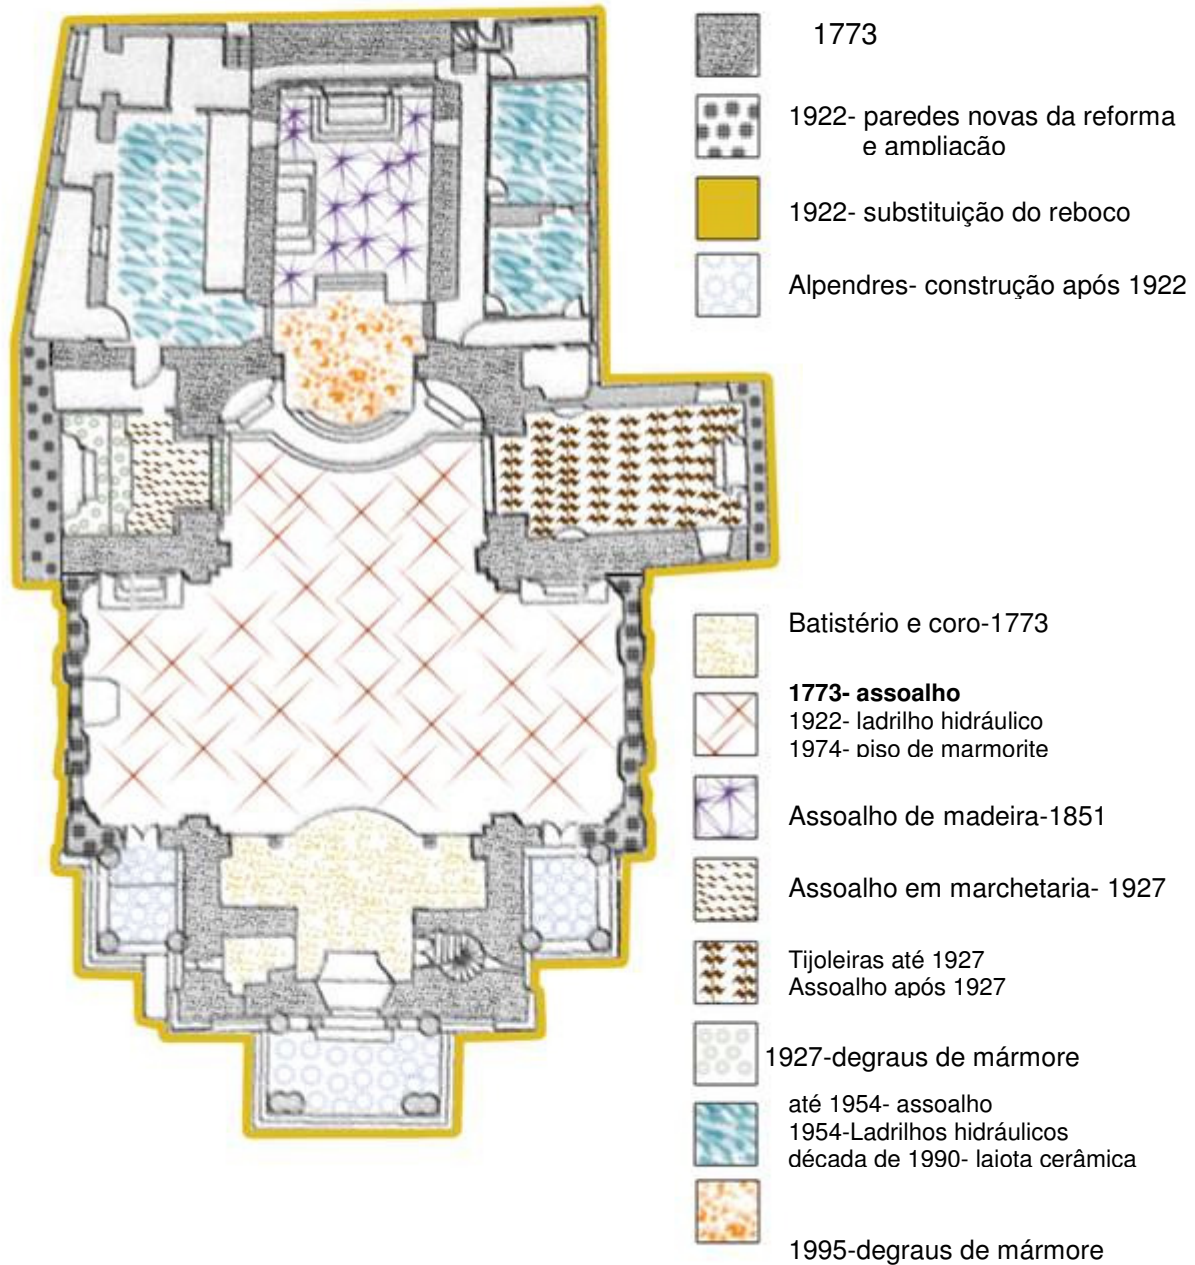 1773
1922- paredes novas da reforma
e ampliacão
1922- substituição do reboco
Alpendres- construção após 1922
Batistério e coro-1773
1773- assoalho
1922- ladrilho hidráulico
1974- piso de marmorite
Assoalho de madeira-1851
Assoalho em marchetaria- 1927
Tijoleiras até 1927
Assoalho após 1927
1927-degraus de mármore
até 1954- assoalho
1954-Ladrilhos hidráulicos
década de 1990- laiota cerâmica
1995-degraus de mármore